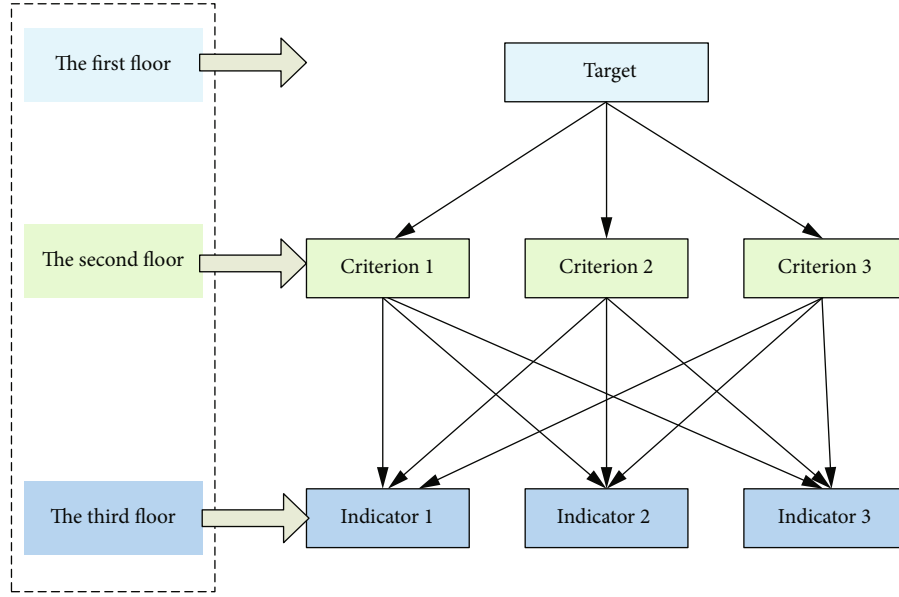 The first floor
Target
The second floor
Criterion 1
Criterion 2
Criterion 3
The third floor
Indicator 1
Indicator 2
Indicator 3